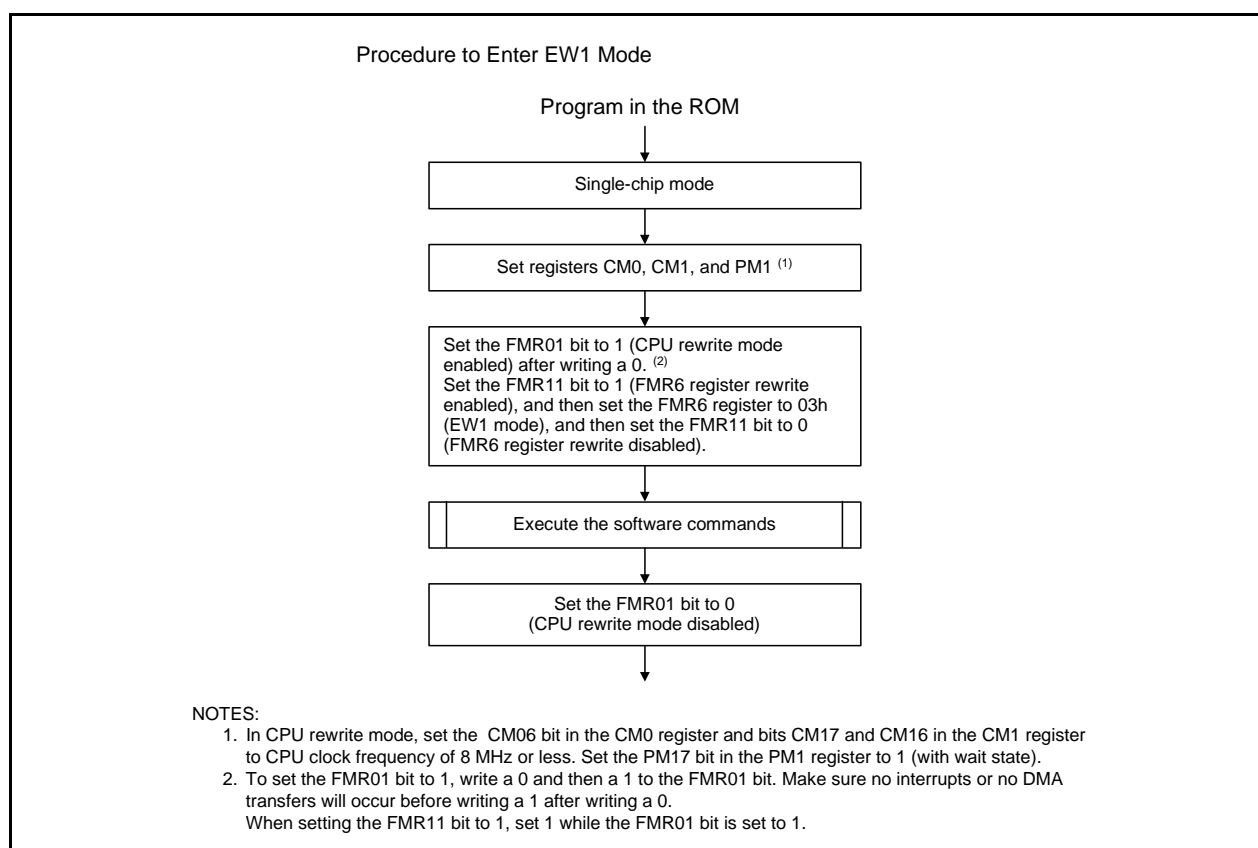 Procedure to Enter EW1 Mode
Program in the ROM
Single-chip mode
Set registers CM0, CM1, and PM1 (1)
Set the FMR01 bit to 1 (CPU rewrite mode
enabled) after writing a 0. (2)
Set the FMR11 bit to 1 (FMR6 register rewrite
enabled), and then set the FMR6 register to 03h
(EW1 mode), and then set the FMR11 bit to 0
(FMR6 register rewrite disabled).
Execute the software commands
Set the FMR01 bit to 0
(CPU rewrite mode disabled)
NOTES:
1. In CPU rewrite mode, set the CM06 bit in the CM0 register and bits CM17 and CM16 in the CM1 register
to CPU clock frequency of 8 MHz or less. Set the PM17 bit in the PM1 register to 1 (with wait state).
2. To set the FMR01 bit to 1, write a 0 and then a 1 to the FMR01 bit. Make sure no interrupts or no DMA
transfers will occur before writing a 1 after writing a 0.
When setting the FMR11 bit to 1, set 1 while the FMR01 bit is set to 1.